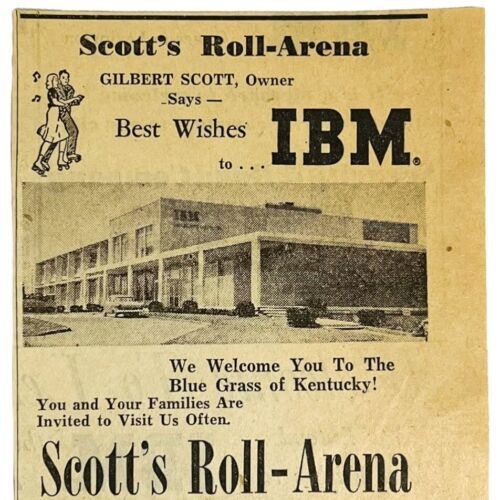 Scott's Roll-Arena
GILBERT SCOTT, Owner
Says —
Best Wishes
to . . . IBM®
IBM
We Welcome You To The
Blue Grass of Kentucky!
You and Your Families Are
Invited to Visit Us Often.
Scott's Roll-Arena